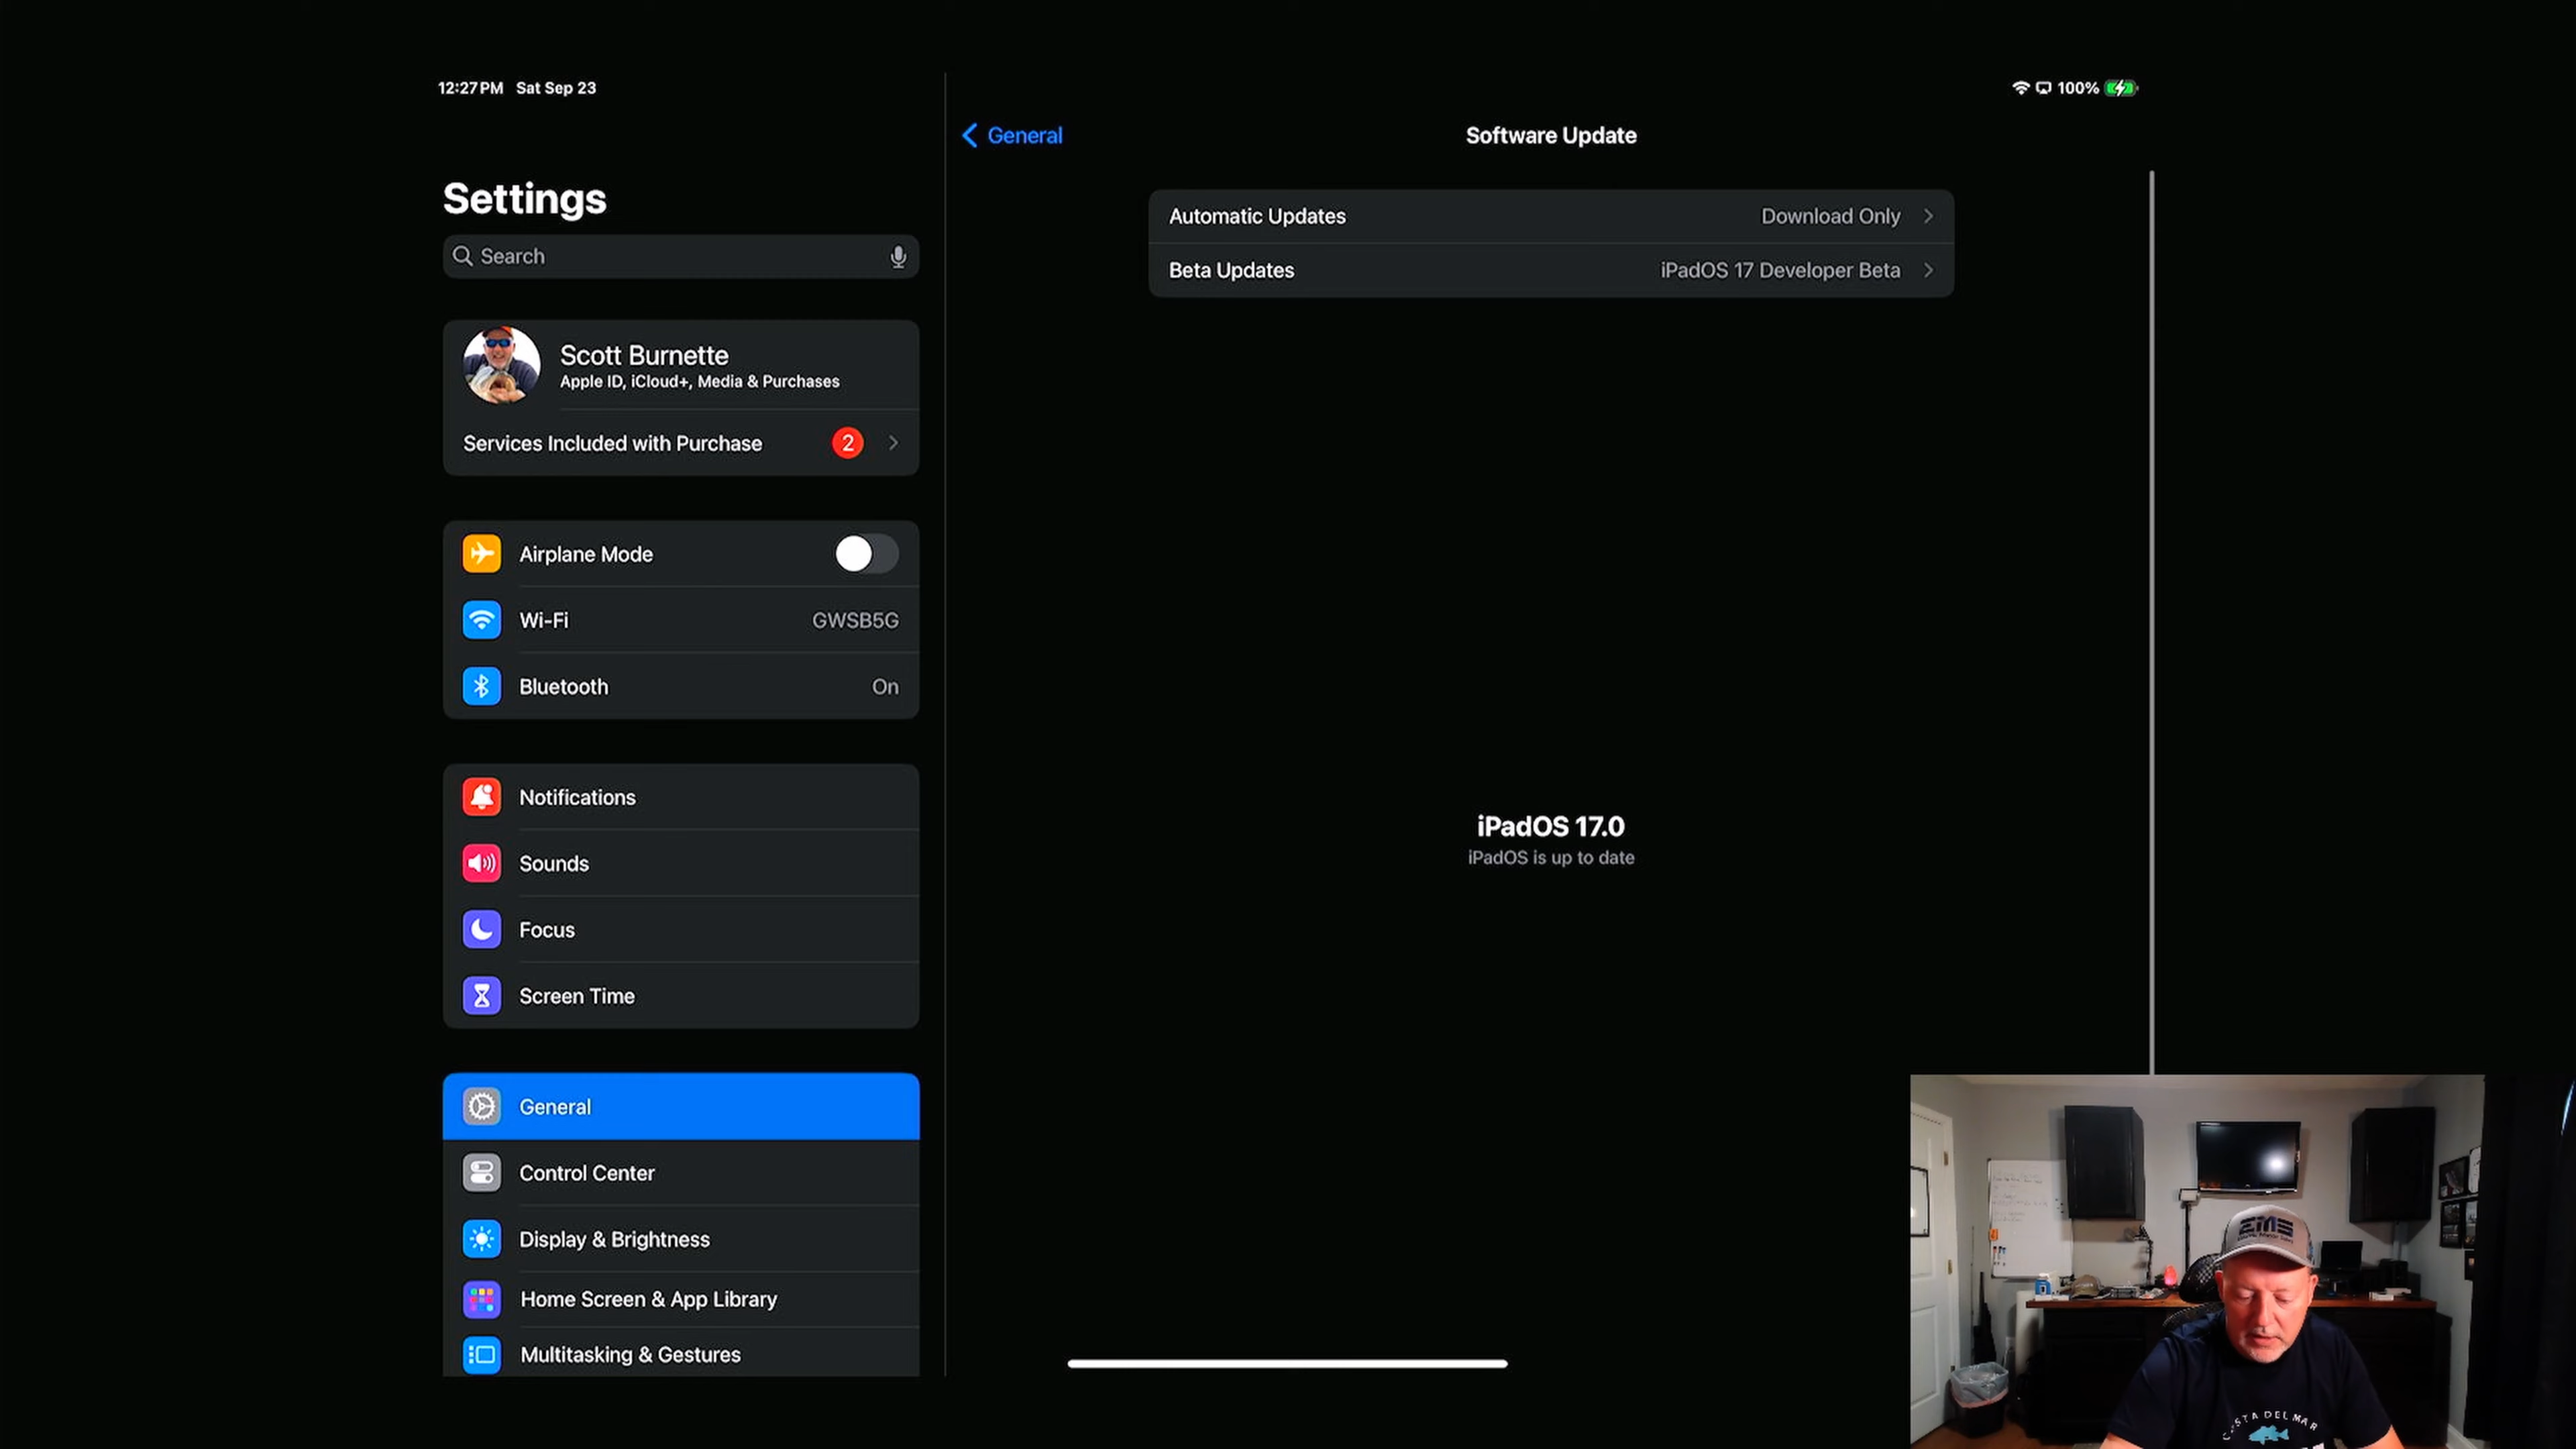 12:27 PM Sat Sep 23
100%
Settings
Search
Scott Burnette
Apple ID, iCloud+, Media & Purchases
Services Included with Purchase 2
Airplane Mode
Wi-Fi GWSB5G
Bluetooth On
Notifications
Sounds
Focus
Screen Time
General
Control Center
Display & Brightness
Home Screen & App Library
Multitasking & Gestures
General
Software Update
Automatic Updates Download Only
Beta Updates iPadOS 17 Developer Beta
iPadOS 17.0
iPadOS is up to date
DEL MAR